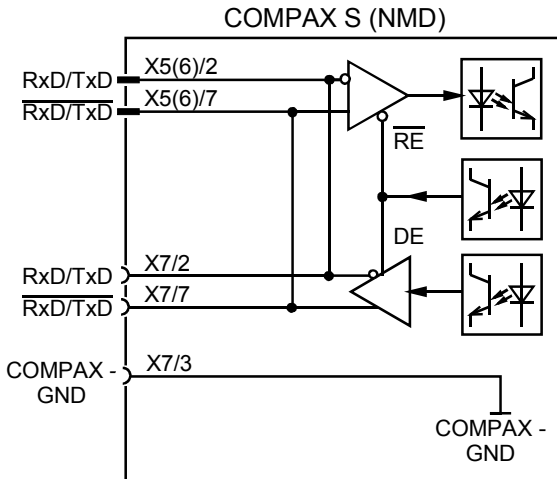 COMPAX S (NMD)
RxD/TxD
X5(6)/2
RxD/TxD
X5(6)/7
RE
DE
RxD/TxD
X7/2
RxD/TxD
X7/7
COMPAX -
GND
X7/3
COMPAX -
GND